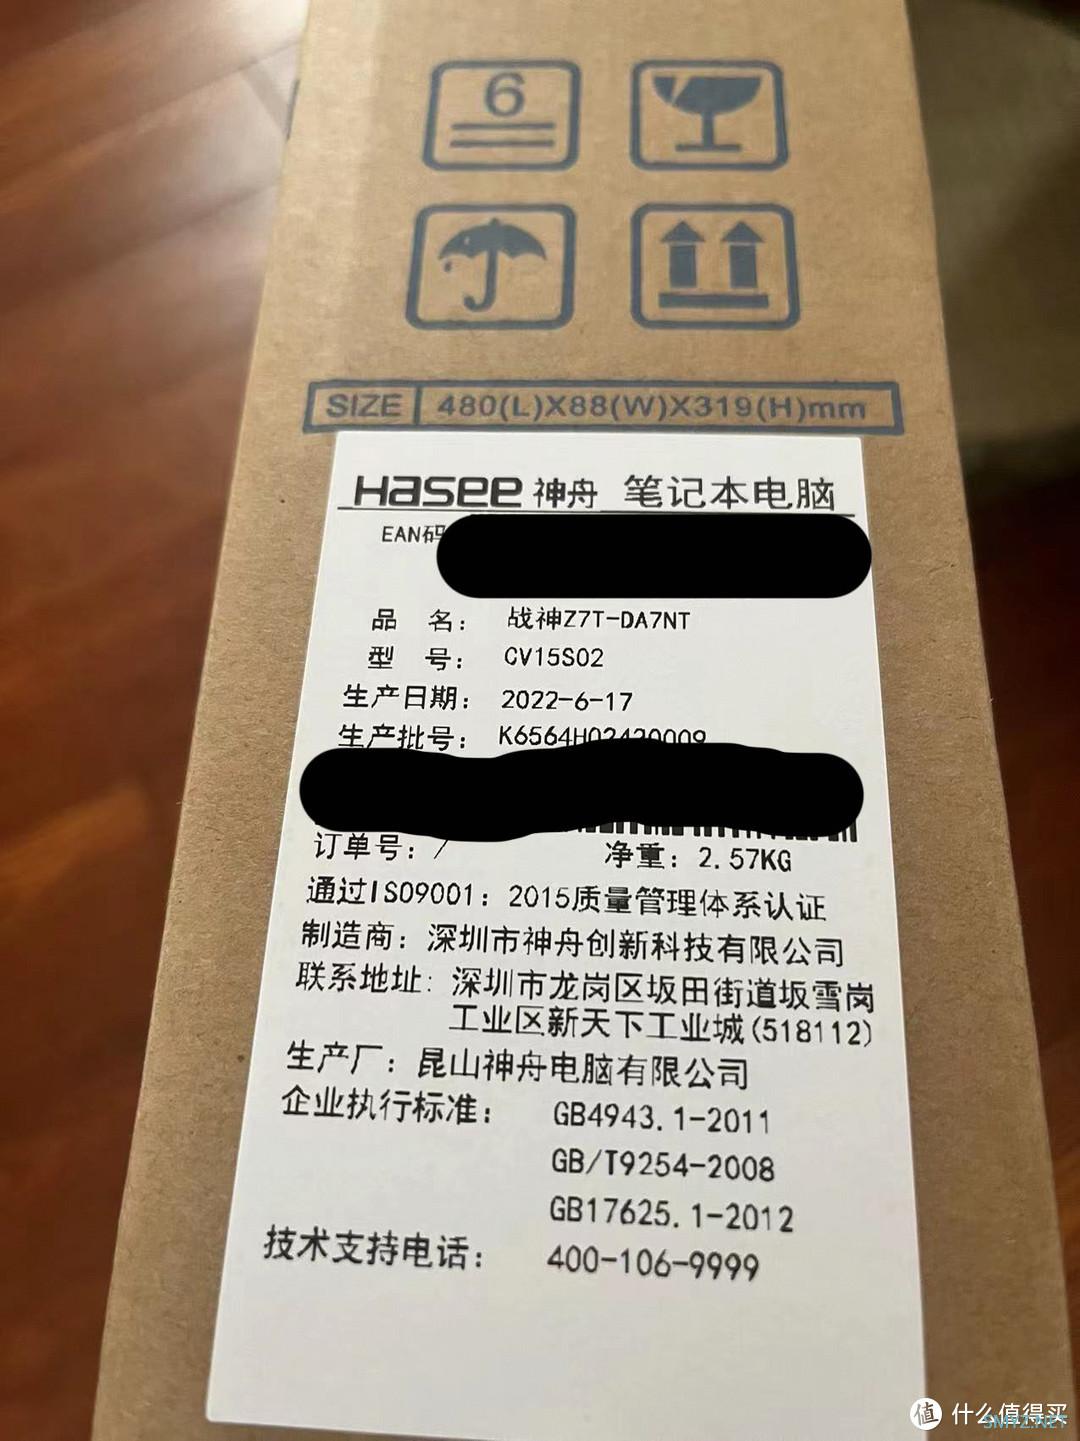 6
SIZE 480(L)X88(W)X319(H)mm
Hasee 神舟 笔记本电脑
EAN码
品 名： 战神Z7T-DA7NT
型 号： CV15S02
生产日期： 2022-6-17
生产批号： K6564H02420009
订单号：/ 净重：2.57KG
通过ISO9001：2015质量管理体系认证
制造商：深圳市神舟创新科技有限公司
联系地址：深圳市龙岗区坂田街道坂雪岗
工业区新天下工业城(518112)
生产厂：昆山神舟电脑有限公司
企业执行标准： GB4943.1-2011
GB/T9254-2008
GB17625.1-2012
技术支持电话： 400-106-9999
值 什么值得买
SMYZ.NET